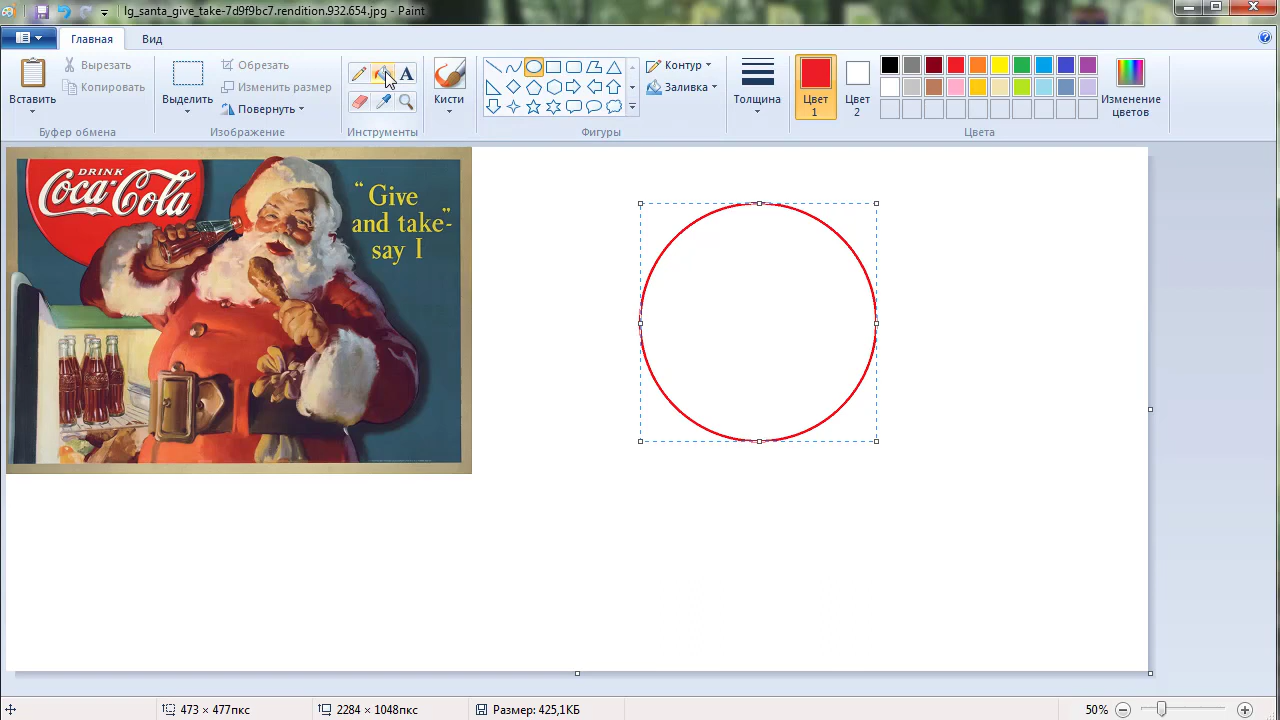 lg_santa_give_take-7d9f9bc7.rendition.932.654.jpg - Paint
Главная
Вид
Вставить
Вырезать
Копировать
Буфер обмена
Выделить
Обрезать
Изменить размер
Повернуть
Изображение
A
Инструменты
Кисти
Контур
Заливка
Фигуры
Толщина
Цвет
1
Цвет
2
Изменение
цветов
Цвета
DRINK
Coca-Cola
"Give
and take"-
say I
473 × 477пкс
2284 × 1048пкс
Размер: 425,1КБ
50%